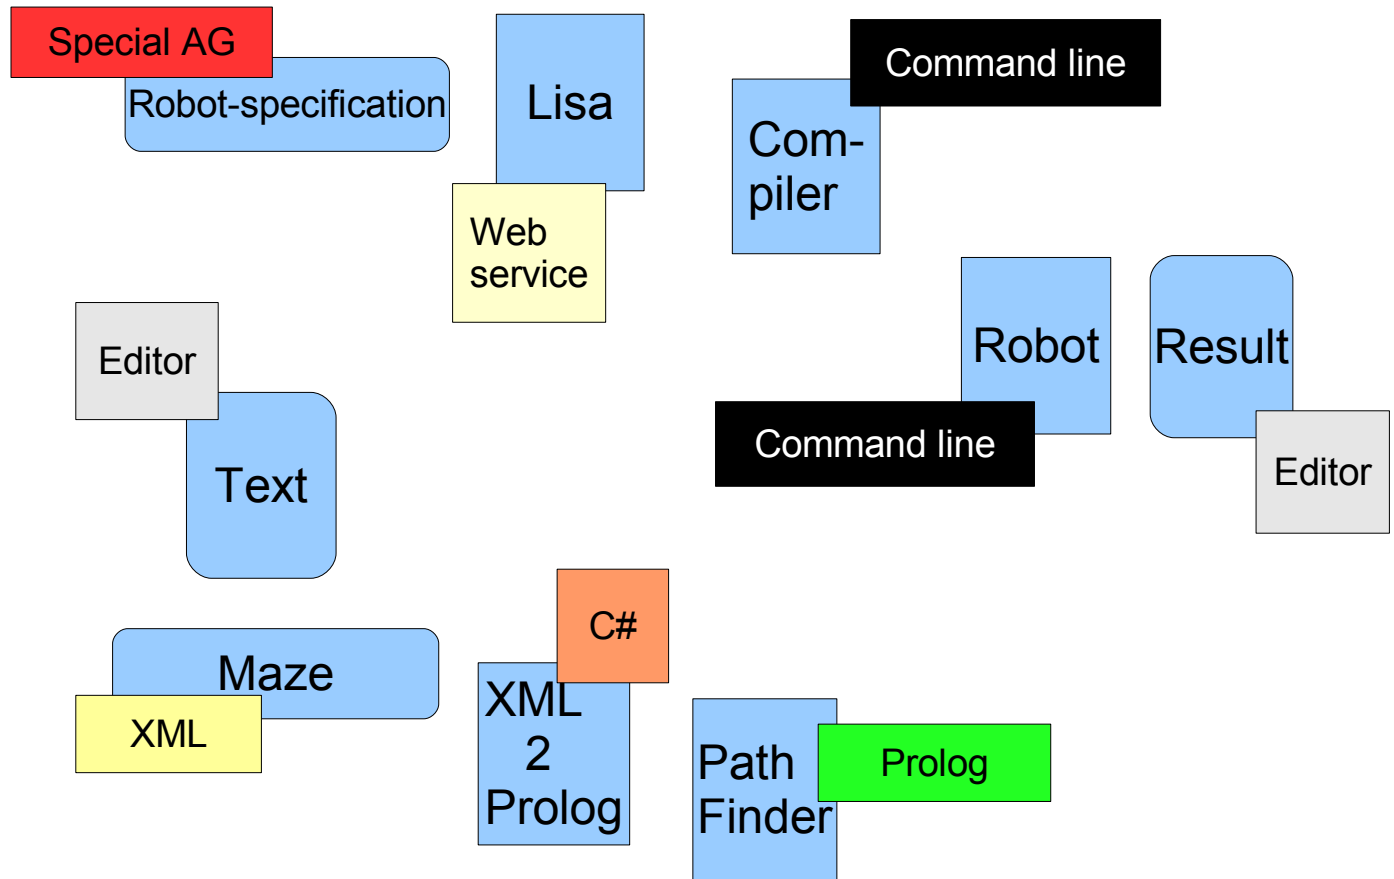 Special AG
Robot-specification
Lisa
Web
service
Command line
Com-
piler
Editor
Text
Robot
Result
Command line
Editor
Maze
XML
C#
XML
2
Prolog
Path
Finder
Prolog